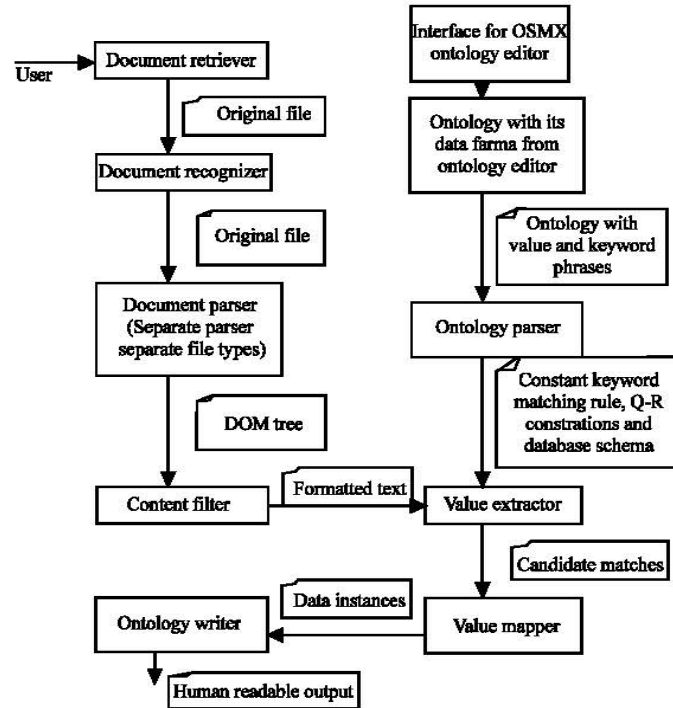 User
Document retriever
Original file
Document recognizer
Original file
Document parser
(Separate parser
separate file types)
DOM tree
Content filter
Formatted text
Interface for OSMX
ontology editor
Ontology with its
data farma from
ontology editor
Ontology with
value and keyword
phrases
Ontology parser
Constant keyword
matching rule, Q-R
constrations and
database schema
Value extractor
Candidate matches
Value mapper
Data instances
Ontology writer
Human readable output